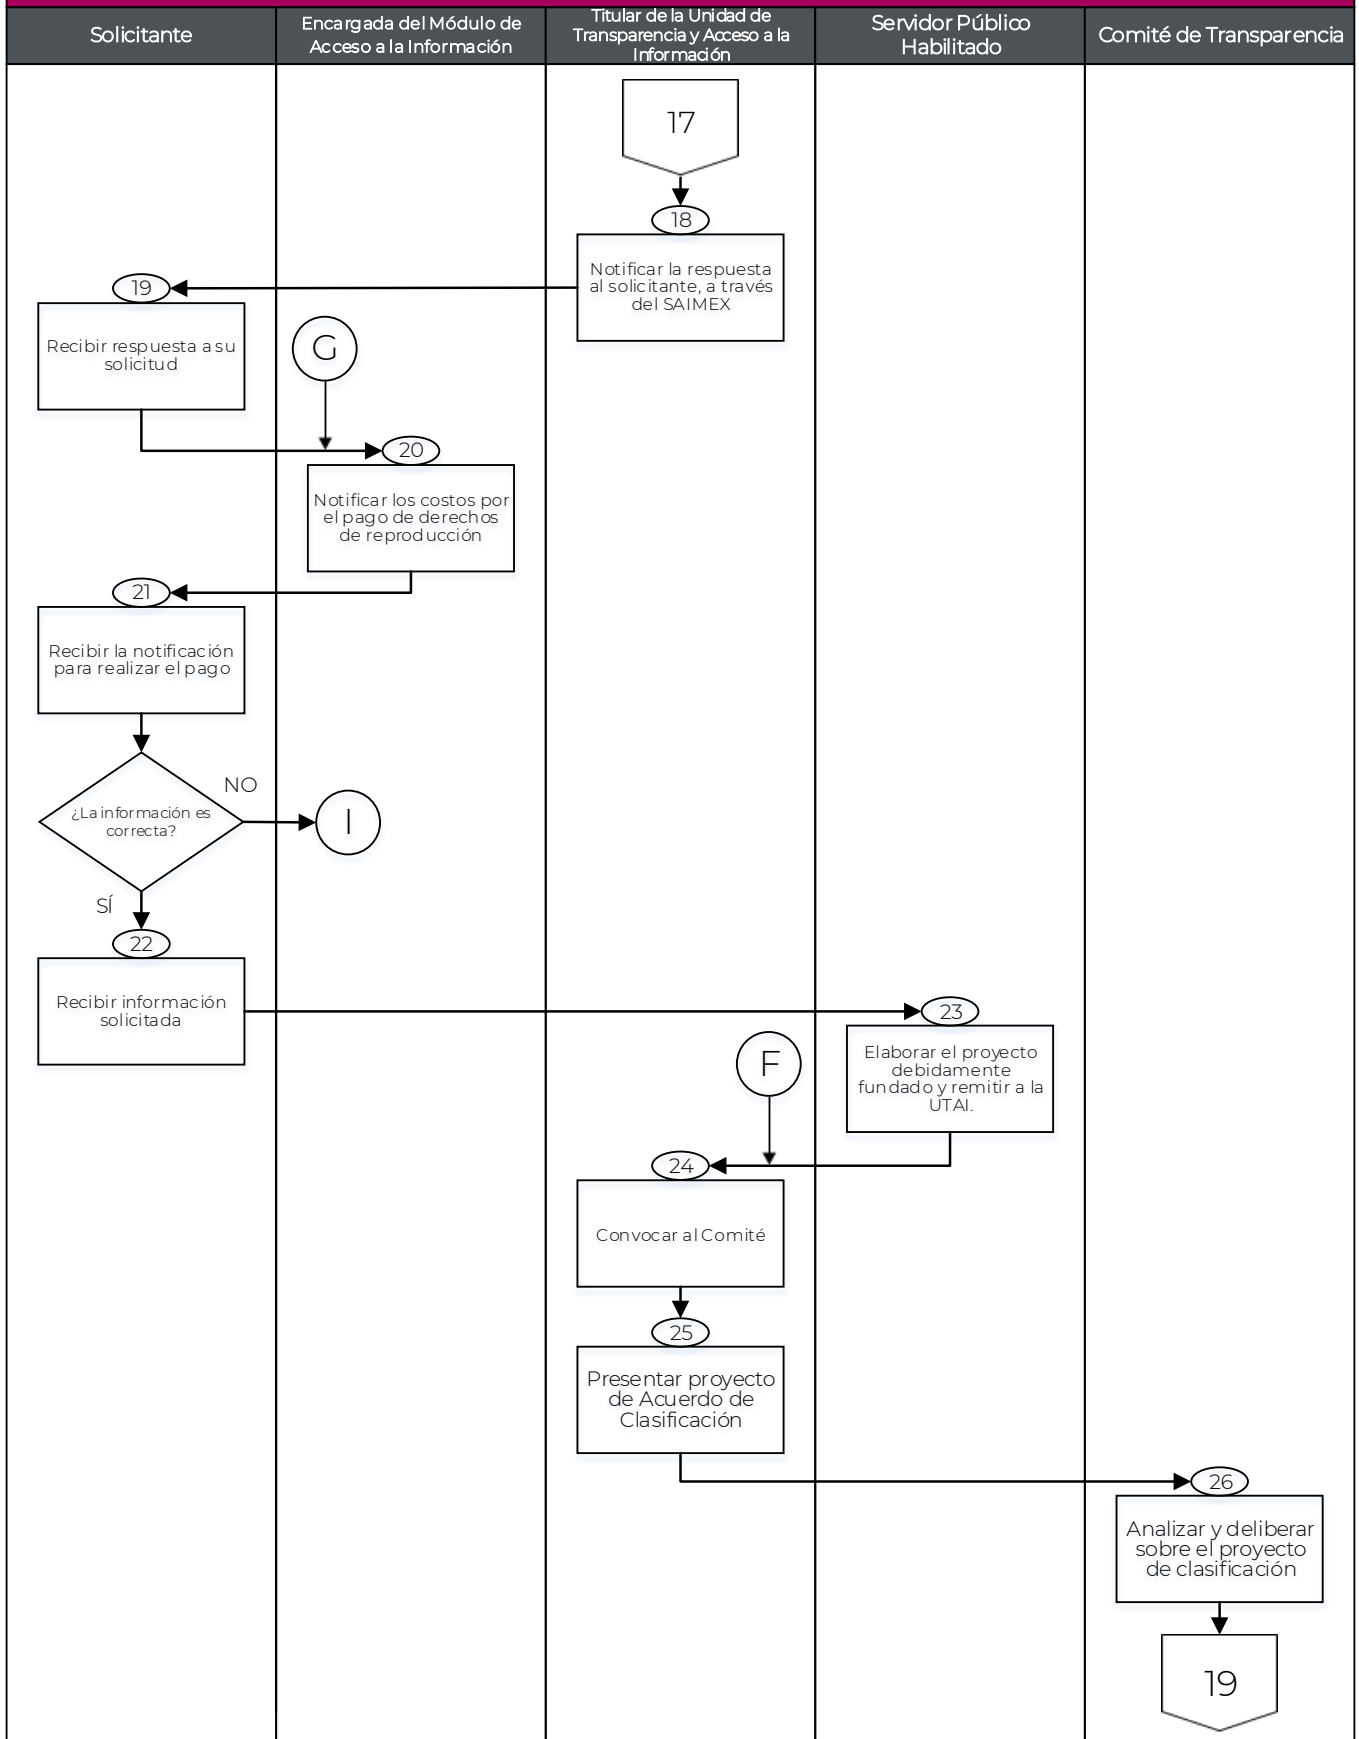 Solicitante
Encargada del Módulo de
Acceso a la Información
Titular de la Unidad de
Transparencia y Acceso a la
Información
Servidor Público
Habilitado
Comité de Transparencia
17
18
Notificar la respuesta
al solicitante, a través
del SAIMEX
19
Recibir respuesta a su
solicitud
G
20
Notificar los costos por
el pago de derechos
de reproducción
21
Recibir la notificación
para realizar el pago
¿La información es
correcta?
NO
I
SÍ
22
Recibir información
solicitada
23
Elaborar el proyecto
debidamente
fundado y remitir a la
UTAI.
F
24
Convocar al Comité
25
Presentar proyecto
de Acuerdo de
Clasificación
26
Analizar y deliberar
sobre el proyecto
de clasificación
19